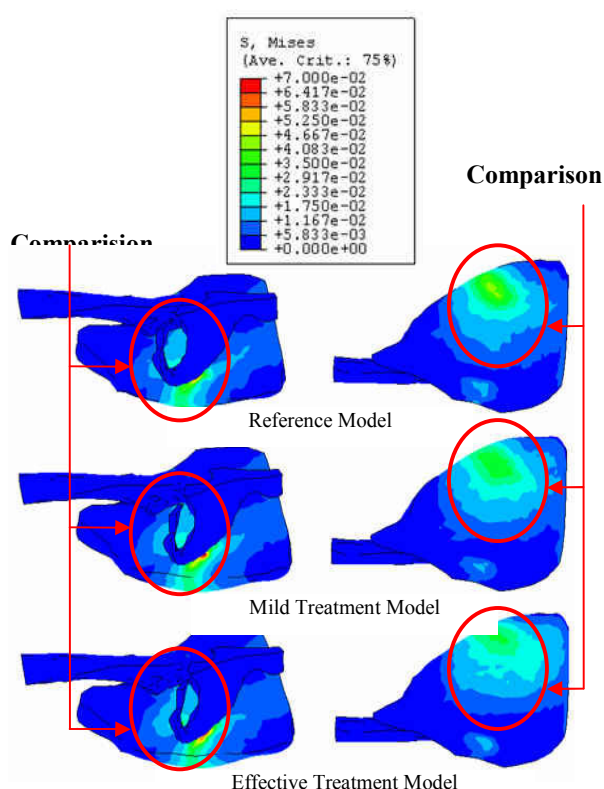 S, Mises
(Ave. Crit.: 75%)
+7.000e-02
+6.417e-02
+5.833e-02
+5.250e-02
+4.667e-02
+4.083e-02
+3.500e-02
+2.917e-02
+2.333e-02
+1.750e-02
+1.167e-02
+5.833e-03
+0.000e+00
Comparison
Comparision
Reference Model
Mild Treatment Model
Effective Treatment Model